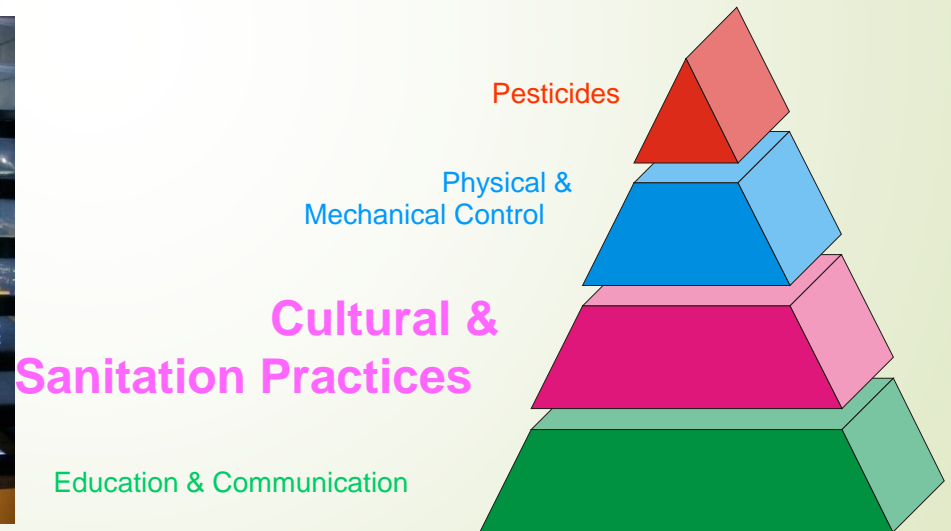 Pesticides
Physical &
Mechanical Control
Cultural &
Sanitation Practices
Education & Communication